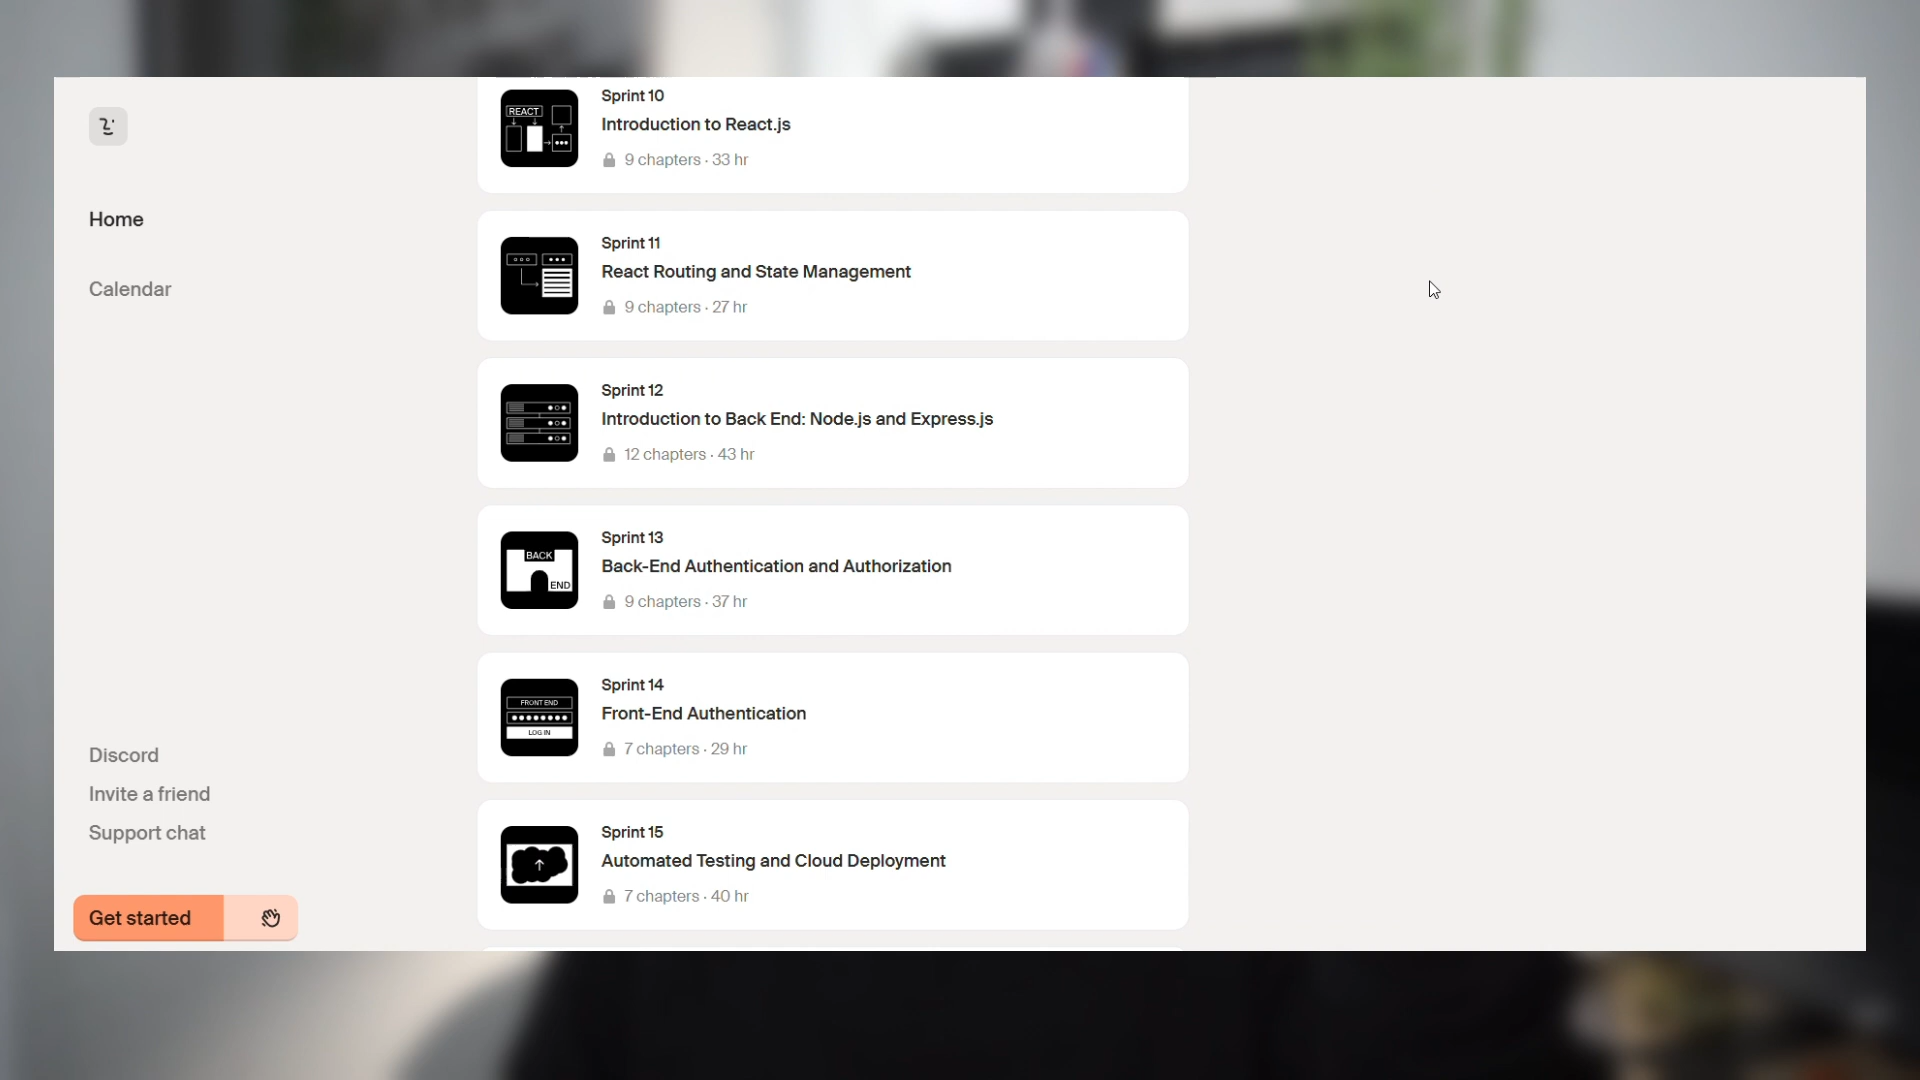 Home
Calendar
Discord
Invite a friend
Support chat
Get started
REACT
Sprint 10
Introduction to React.js
9 chapters · 33 hr
Sprint 11
React Routing and State Management
9 chapters · 27 hr
Sprint 12
Introduction to Back End: Node.js and Express.js
12 chapters · 43 hr
BACK
END
Sprint 13
Back-End Authentication and Authorization
9 chapters · 37 hr
FRONT END
LOG IN
Sprint 14
Front-End Authentication
7 chapters · 29 hr
Sprint 15
Automated Testing and Cloud Deployment
7 chapters · 40 hr